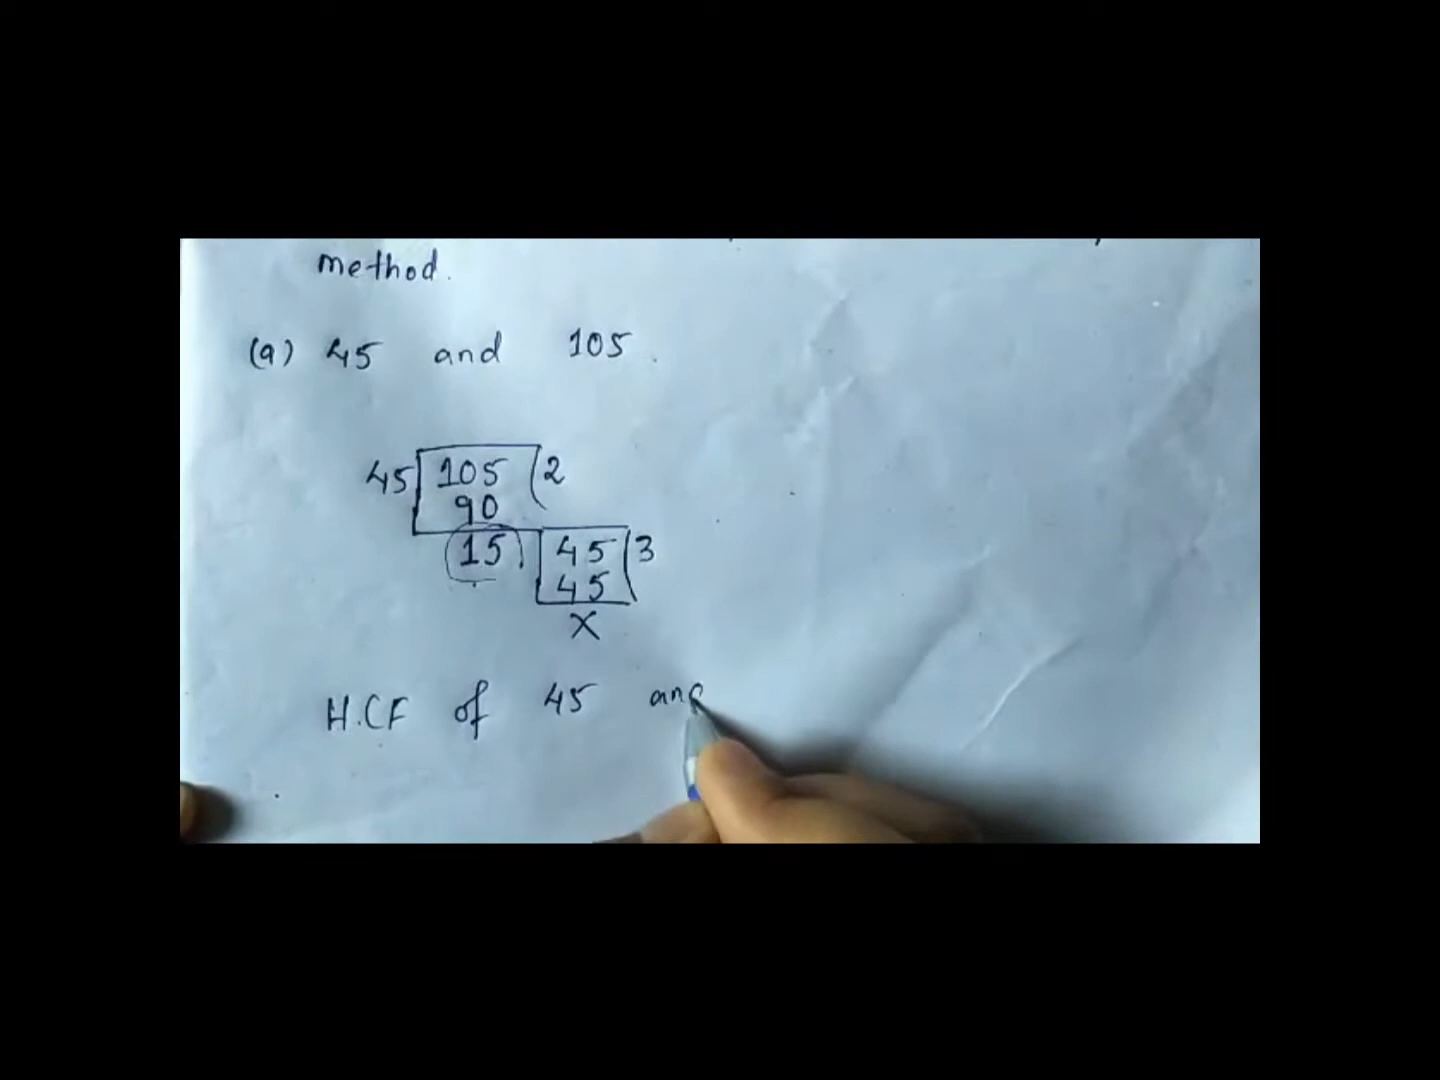 method.
(a) 45 and 105.
45 105 2
90
15 45 3
45
X
H.CF of 45 and